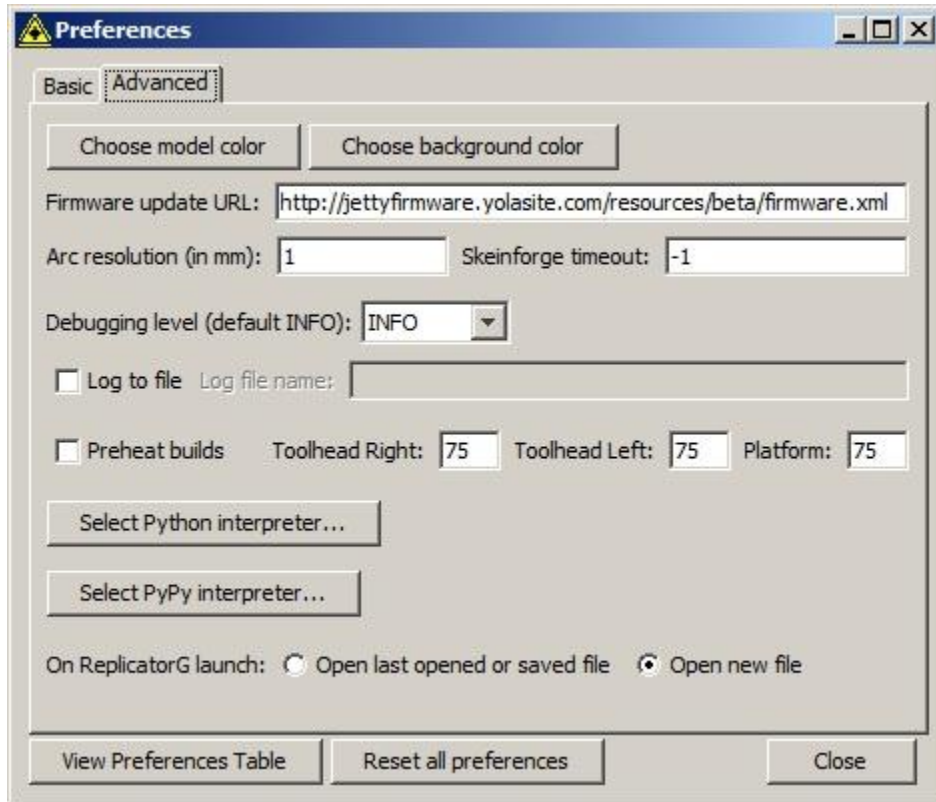 Preferences
Basic Advanced
Choose model color Choose background color
Firmware update URL: http://jettyfirmware.yolasite.com/resources/beta/firmware.xml
Arc resolution (in mm): 1 Skeinforge timeout: -1
Debugging level (default INFO): INFO
Log to file Log file name:
Preheat builds Toolhead Right: 75 Toolhead Left: 75 Platform: 75
Select Python interpreter...
Select PyPy interpreter...
On ReplicatorG launch: Open last opened or saved file Open new file
View Preferences Table Reset all preferences Close